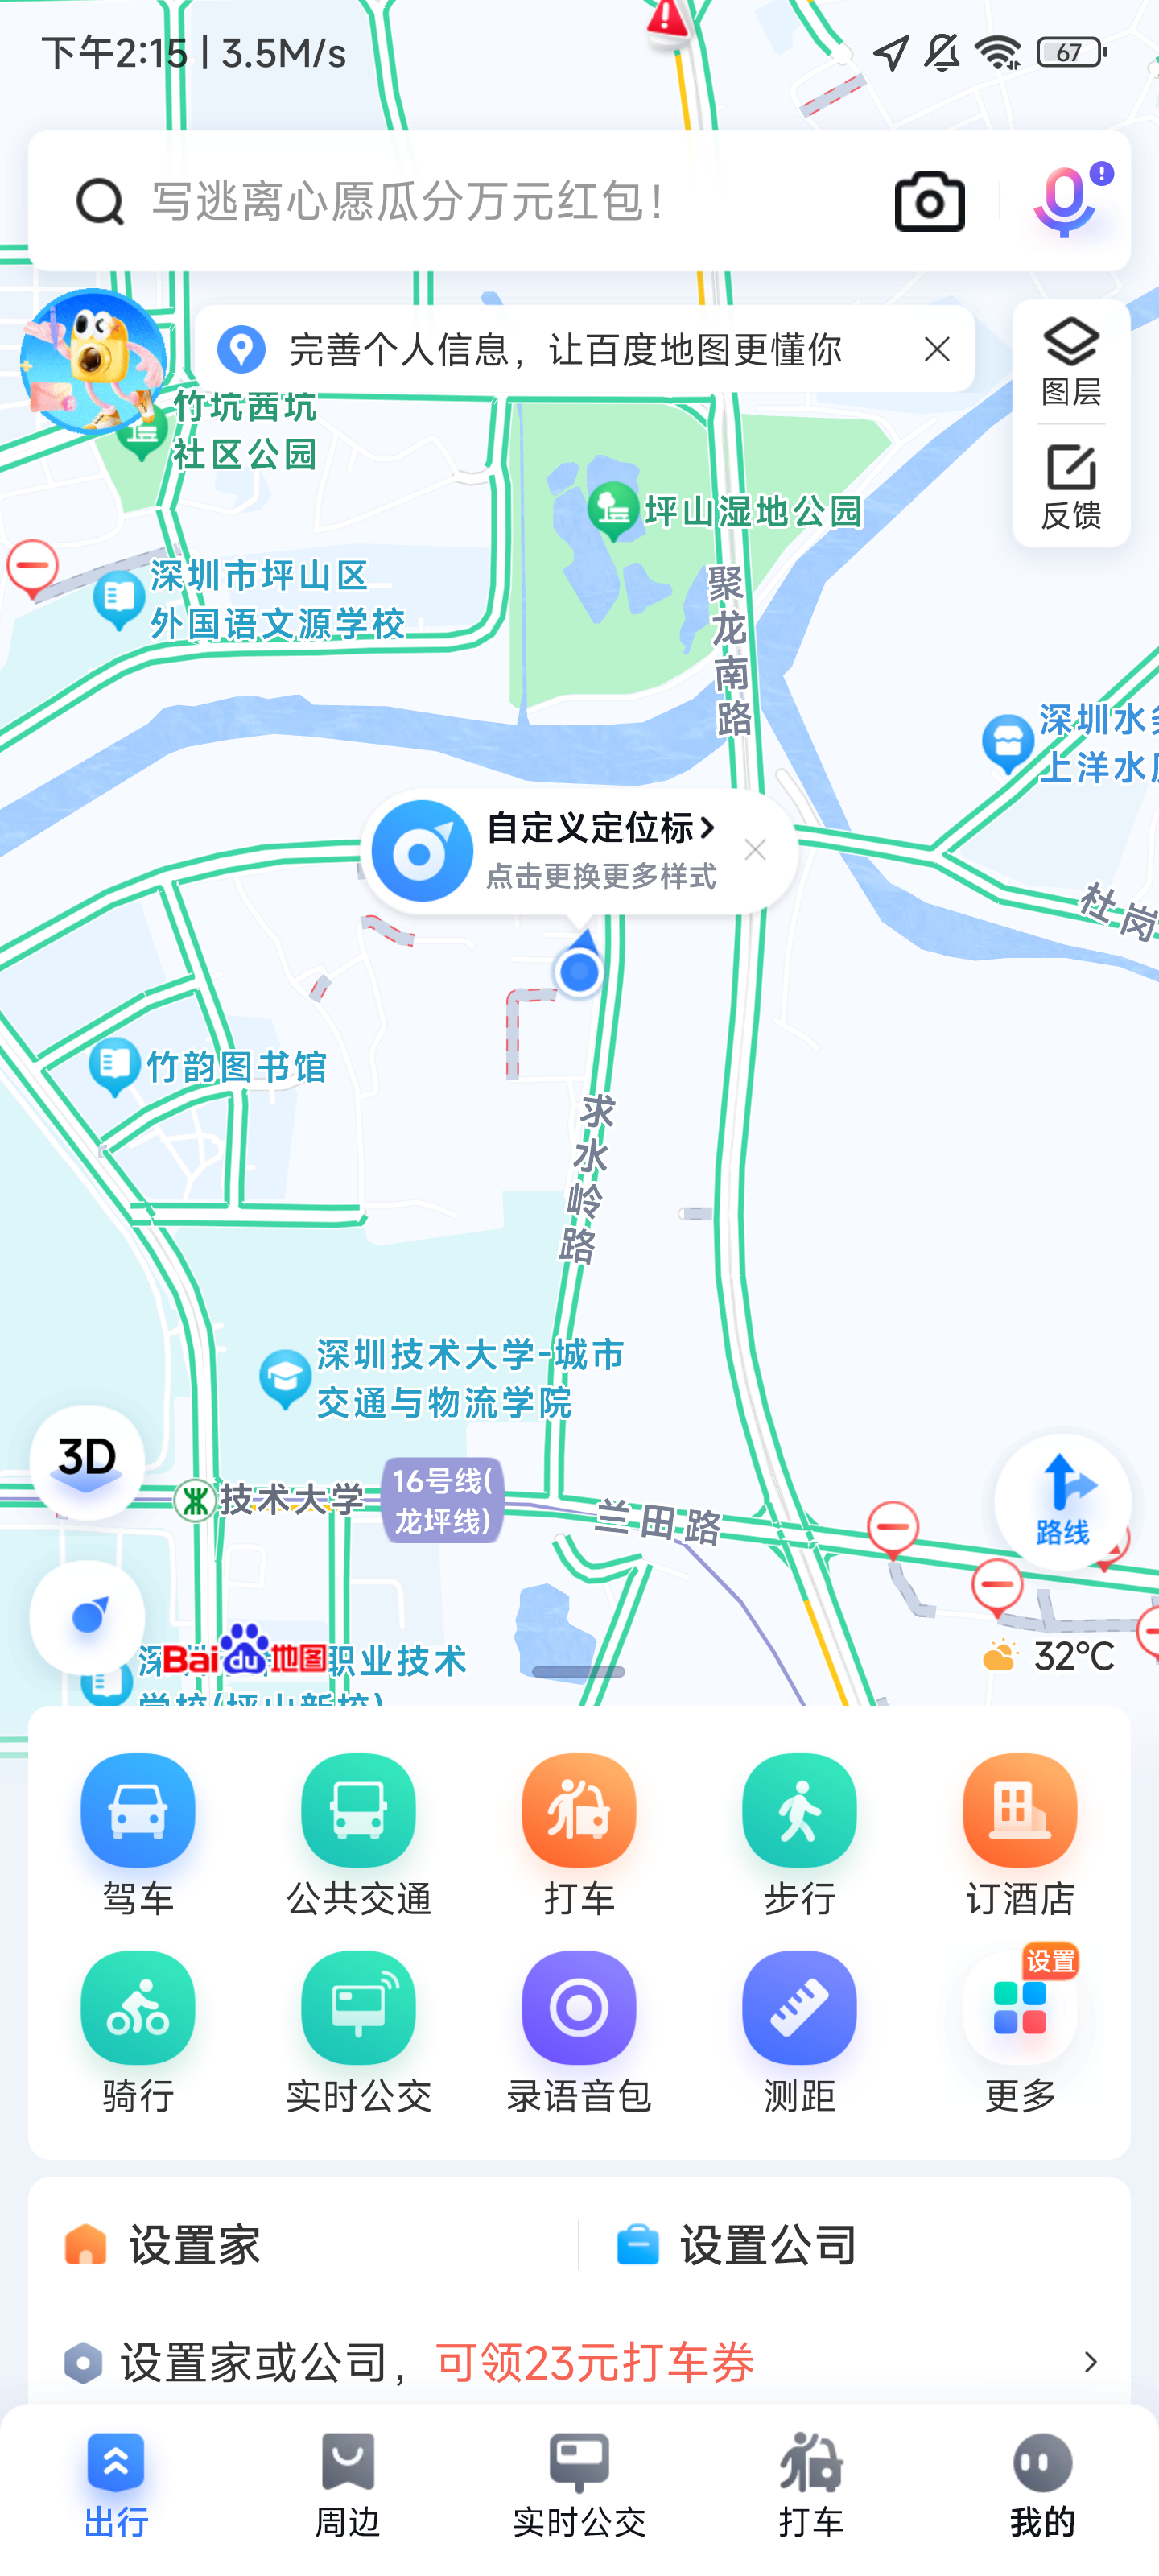 下午2:15 | 3.5M/s
67
写逃离心愿瓜分万元红包！
完善个人信息，让百度地图更懂你
图层
反馈
竹坑茜坑
社区公园
坪山湿地公园
深圳市坪山区
外国语文源学校
聚龙南路
深圳水务
上洋水厂
自定义定位标
点击更换更多样式
杜岗
竹韵图书馆
求水岭路
深圳技术大学-城市
交通与物流学院
3D
技术大学
16号线(
龙坪线)
兰田路
路线
Baidu地图
职业技术
学校(坪山新校)
32°C
驾车
公共交通
打车
步行
订酒店
设置
骑行
实时公交
录语音包
测距
更多
设置家
设置公司
设置家或公司，可领23元打车券
出行
周边
实时公交
打车
我的